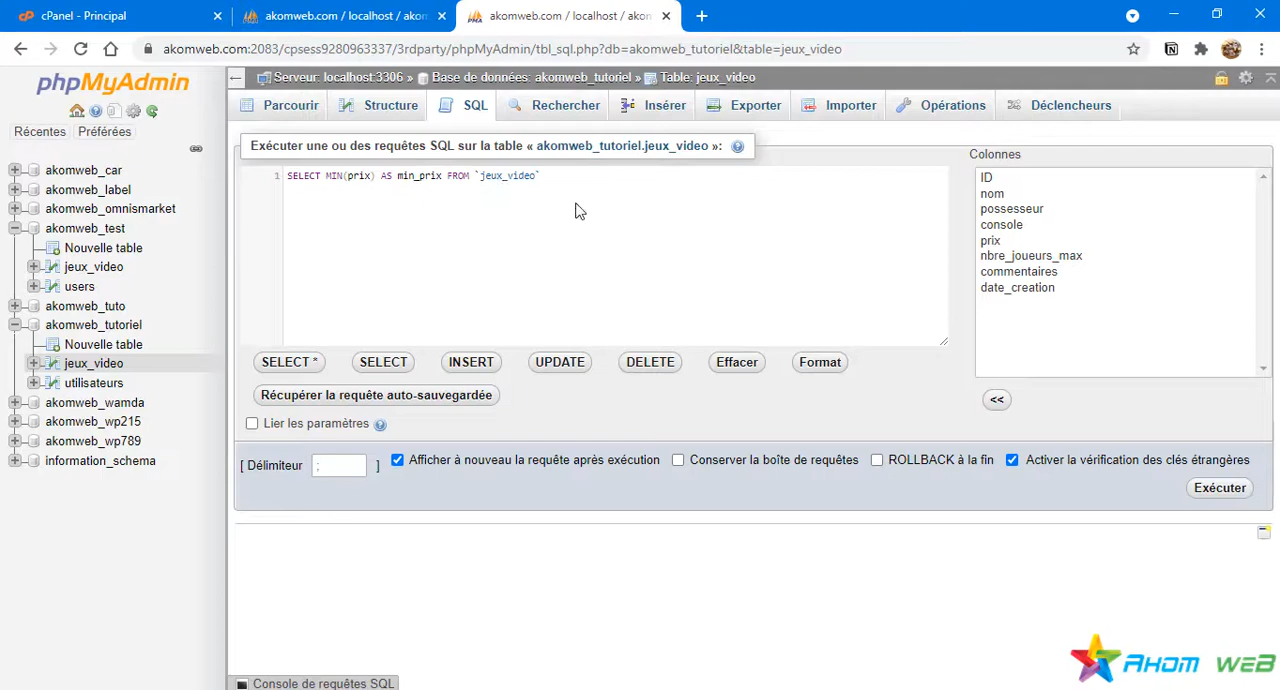 cPanel - Principal
akomweb.com / localhost / akom
akomweb.com / localhost / akon
akomweb.com:2083/cpsess9280963337/3rdparty/phpMyAdmin/tbl_sql.php?db=akomweb_tutoriel&table=jeux_video
phpMyAdmin
Récentes Préférées
akomweb_car
akomweb_label
akomweb_omnismarket
akomweb_test
Nouvelle table
jeux_video
users
akomweb_tuto
akomweb_tutoriel
Nouvelle table
jeux_video
utilisateurs
akomweb_wamda
akomweb_wp215
akomweb_wp789
information_schema
Serveur: localhost:3306 » Base de données: akomweb_tutoriel » Table: jeux_video
Parcourir Structure SQL Rechercher Insérer Exporter Importer Opérations Déclencheurs
Exécuter une ou des requêtes SQL sur la table « akomweb_tutoriel.jeux_video »:
1 SELECT MIN(prix) AS min_prix FROM `jeux_video`
Colonnes
ID
nom
possesseur
console
prix
nbre_joueurs_max
commentaires
date_creation
SELECT * SELECT INSERT UPDATE DELETE Effacer Format
<<
Récupérer la requête auto-sauvegardée
Lier les paramètres
[ Délimiteur ; ] Afficher à nouveau la requête après exécution Conserver la boîte de requêtes ROLLBACK à la fin Activer la vérification des clés étrangères
Exécuter
Console de requêtes SQL
AKOM WEB